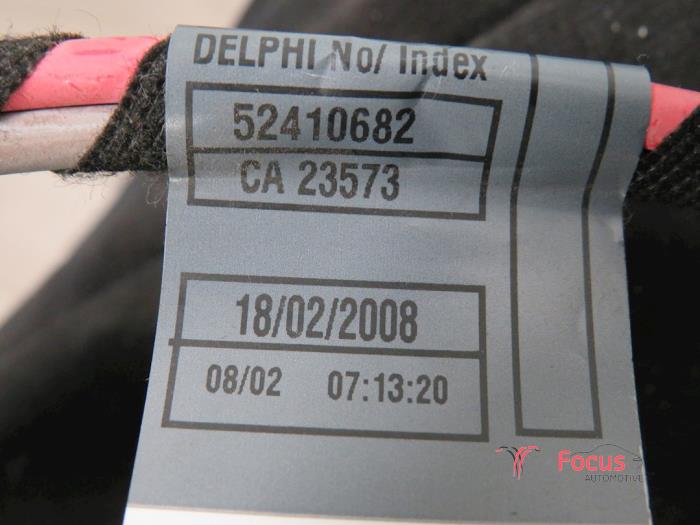 DELPHI No/ Index
52410682
CA 23573
18/02/2008
08/02 07:13:20
Focus
AUTOMOTIVE